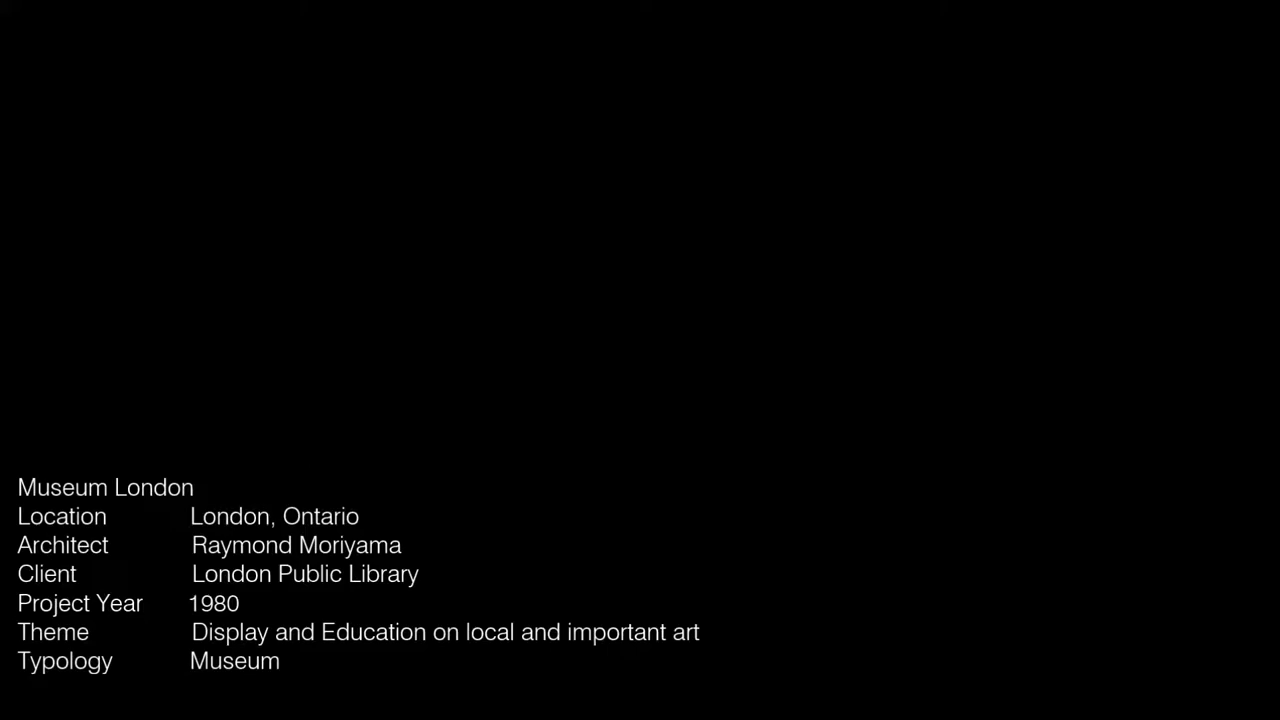 Museum London
Location London, Ontario
Architect Raymond Moriyama
Client London Public Library
Project Year 1980
Theme Display and Education on local and important art
Typology Museum